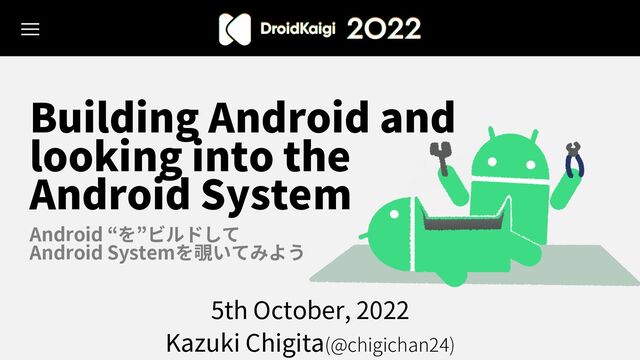 DroidKaigi 2022
Building Android and
looking into the
Android System
Android “を”ビルドして
Android Systemを覗いてみよう
5th October, 2022
Kazuki Chigita(@chigichan24)